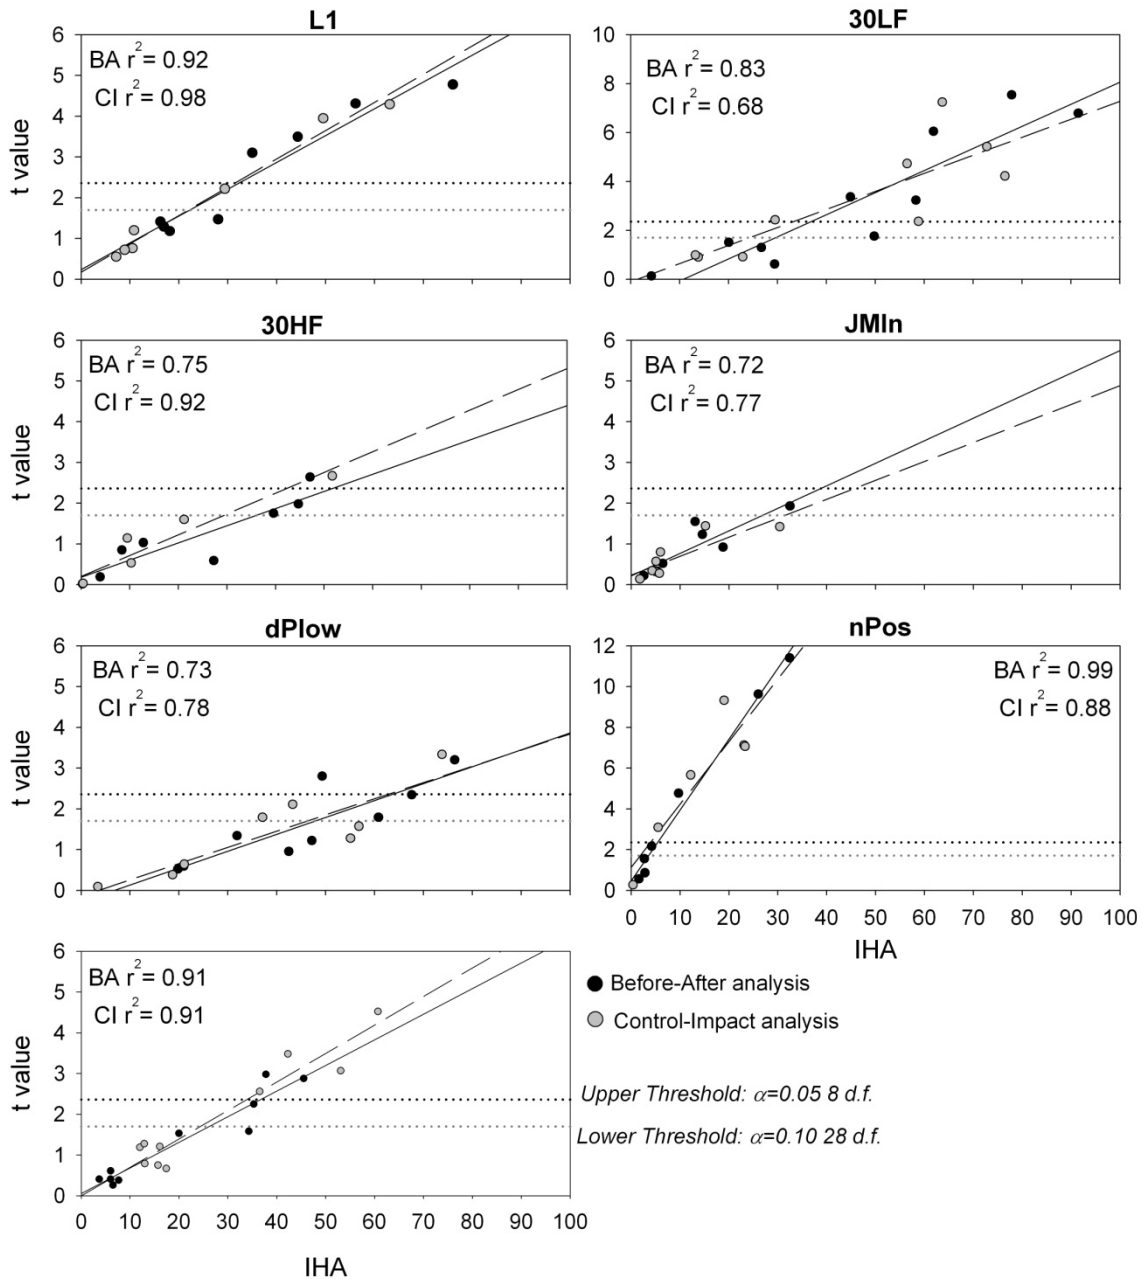 L1
BA r²= 0.92
CI r²= 0.98
t value
6
5
4
3
2
1
0
30LF
BA r²= 0.83
CI r²= 0.68
10
8
6
4
2
0
30HF
BA r²= 0.75
CI r²= 0.92
t value
6
5
4
3
2
1
0
JMIn
BA r²= 0.72
CI r²= 0.77
6
5
4
3
2
1
0
dPlow
BA r²= 0.73
CI r²= 0.78
t value
6
5
4
3
2
1
0
nPos
BA r²= 0.99
CI r²= 0.88
12
10
8
6
4
2
0
0 10 20 30 40 50 60 70 80 90 100
IHA
BA r²= 0.91
CI r²= 0.91
t value
6
5
4
3
2
1
0
0 10 20 30 40 50 60 70 80 90 100
IHA
Before-After analysis
Control-Impact analysis
Upper Threshold: α=0.05 8 d.f.
Lower Threshold: α=0.10 28 d.f.